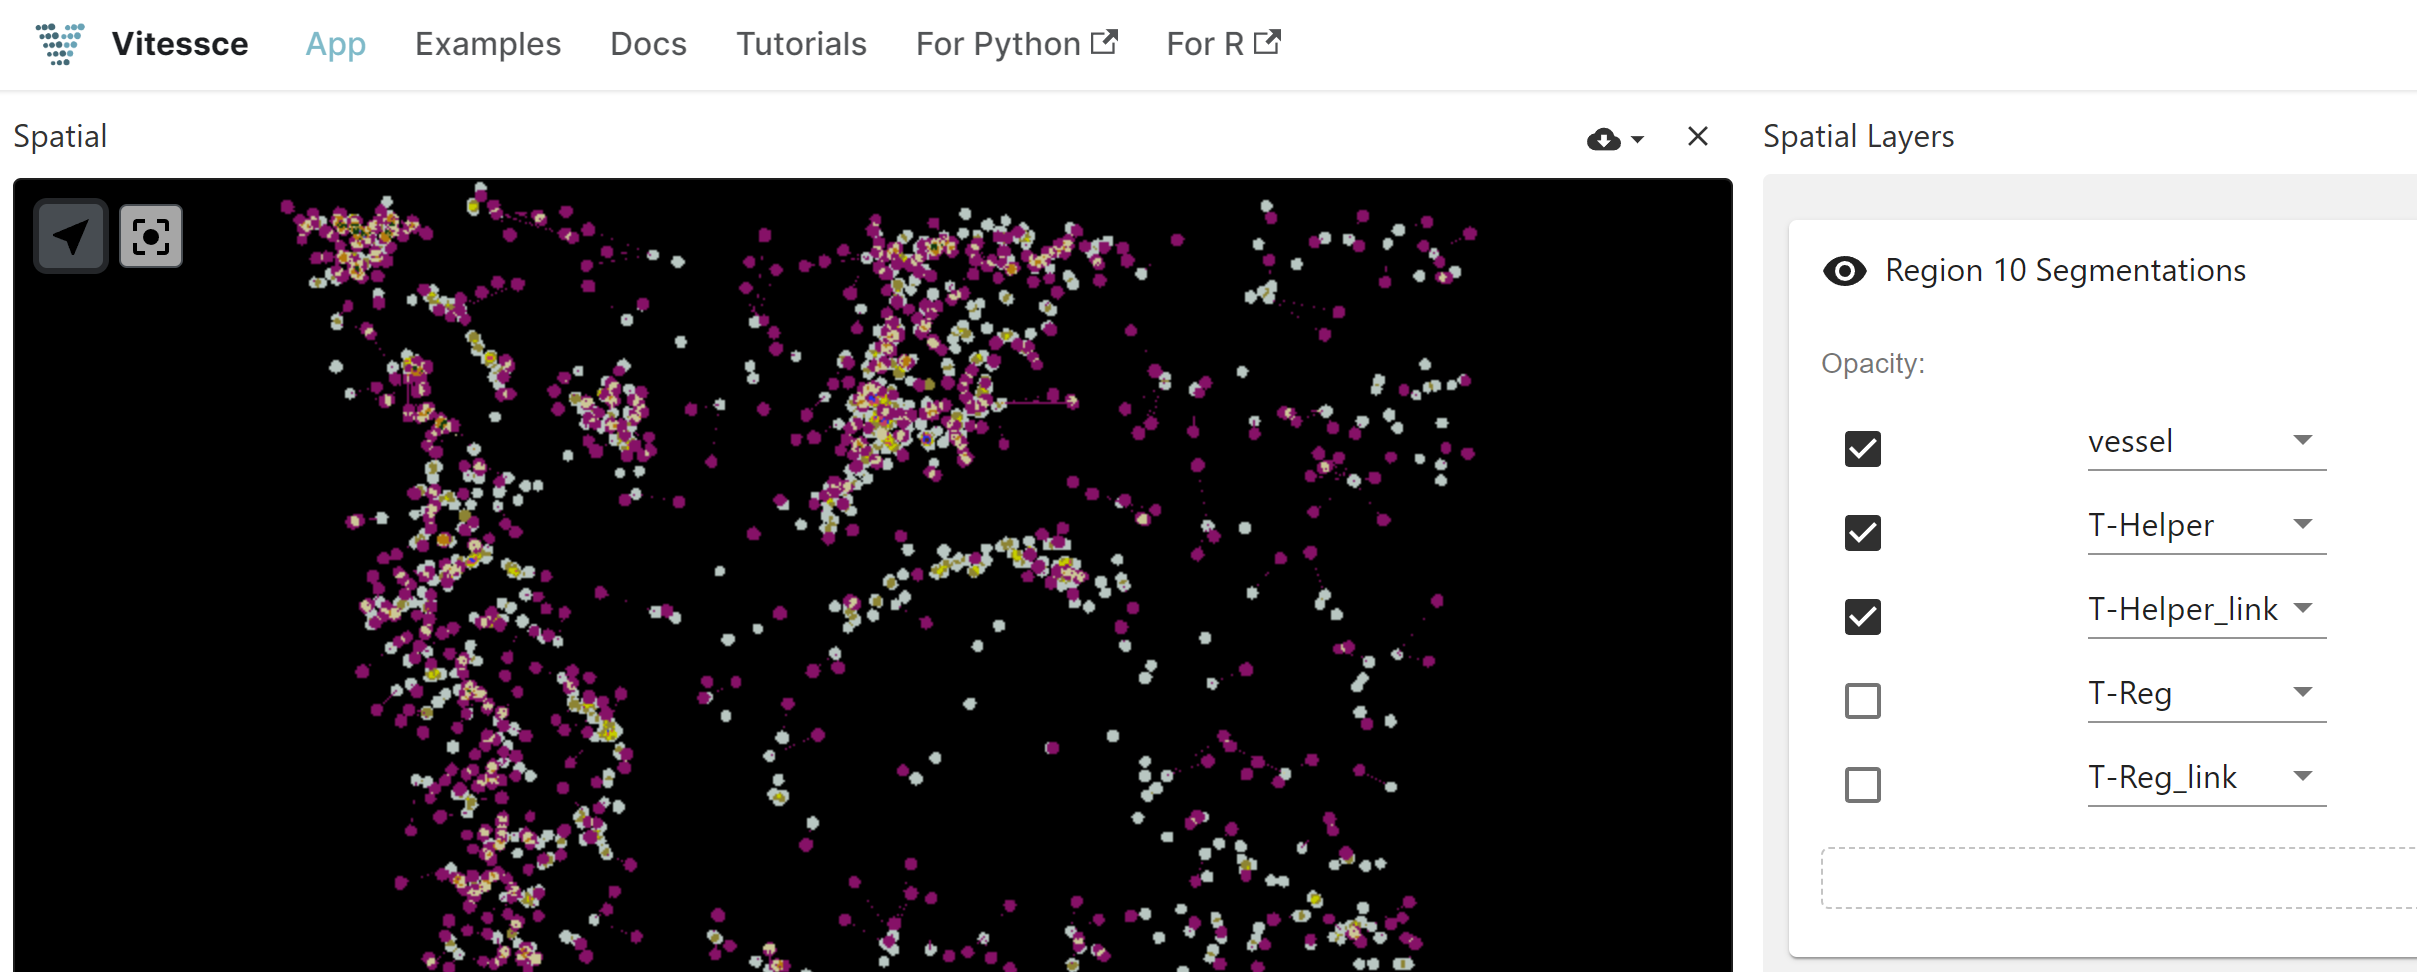 Vitessce App Examples Docs Tutorials For Python For R
Spatial
Spatial Layers
Region 10 Segmentations
Opacity:
vessel
T-Helper
T-Helper_link
T-Reg
T-Reg_link